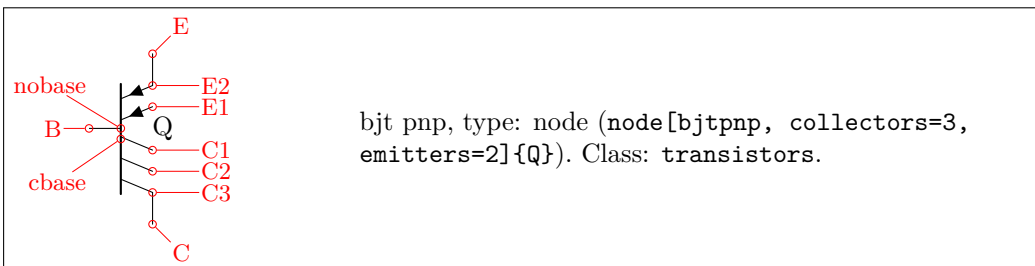 E
nobase
E2
E1
B
Q
C1
cbase
C2
C3
C
bjt pnp, type: node (node[bjtpnp, collectors=3,
emitters=2]{Q}). Class: transistors.